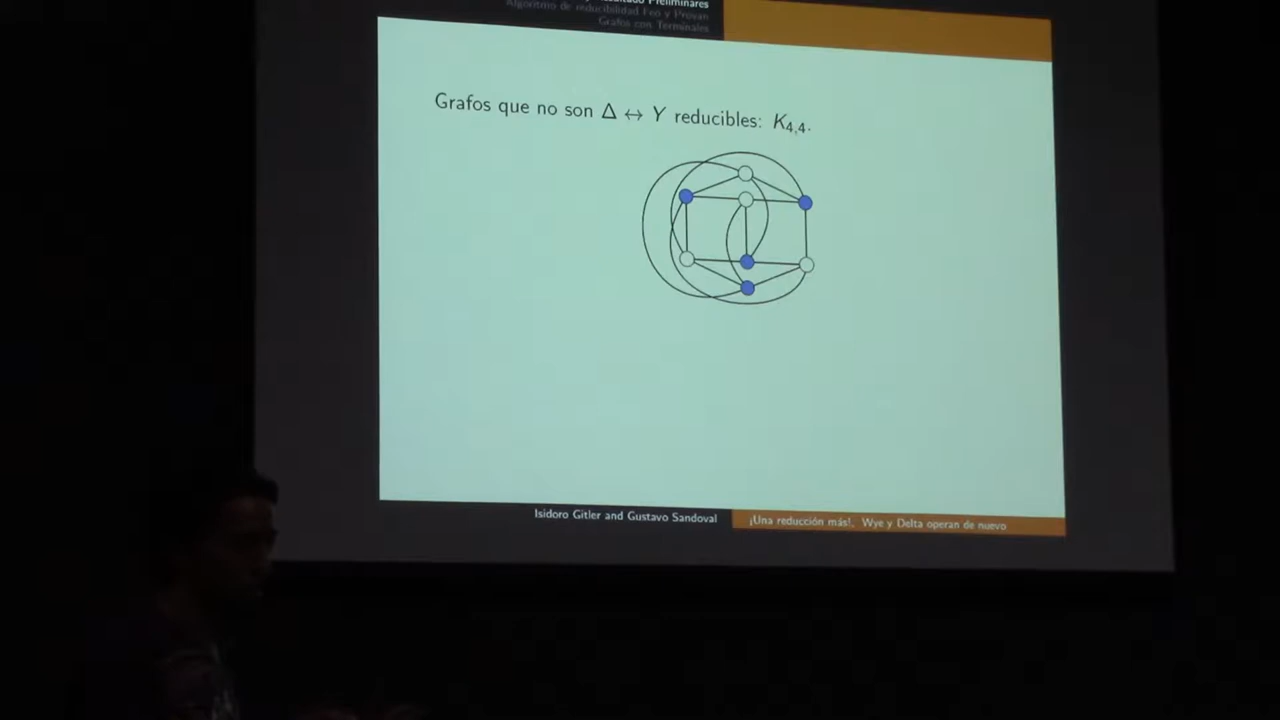 Preliminares
Algoritmo de reducibilidad Feo y Provan
Grafos con Terminales
Grafos que no son Δ ↔ Y reducibles: K₄,₄.
Isidoro Gitler and Gustavo Sandoval
¡Una reducción más!. Wye y Delta operan de nuevo